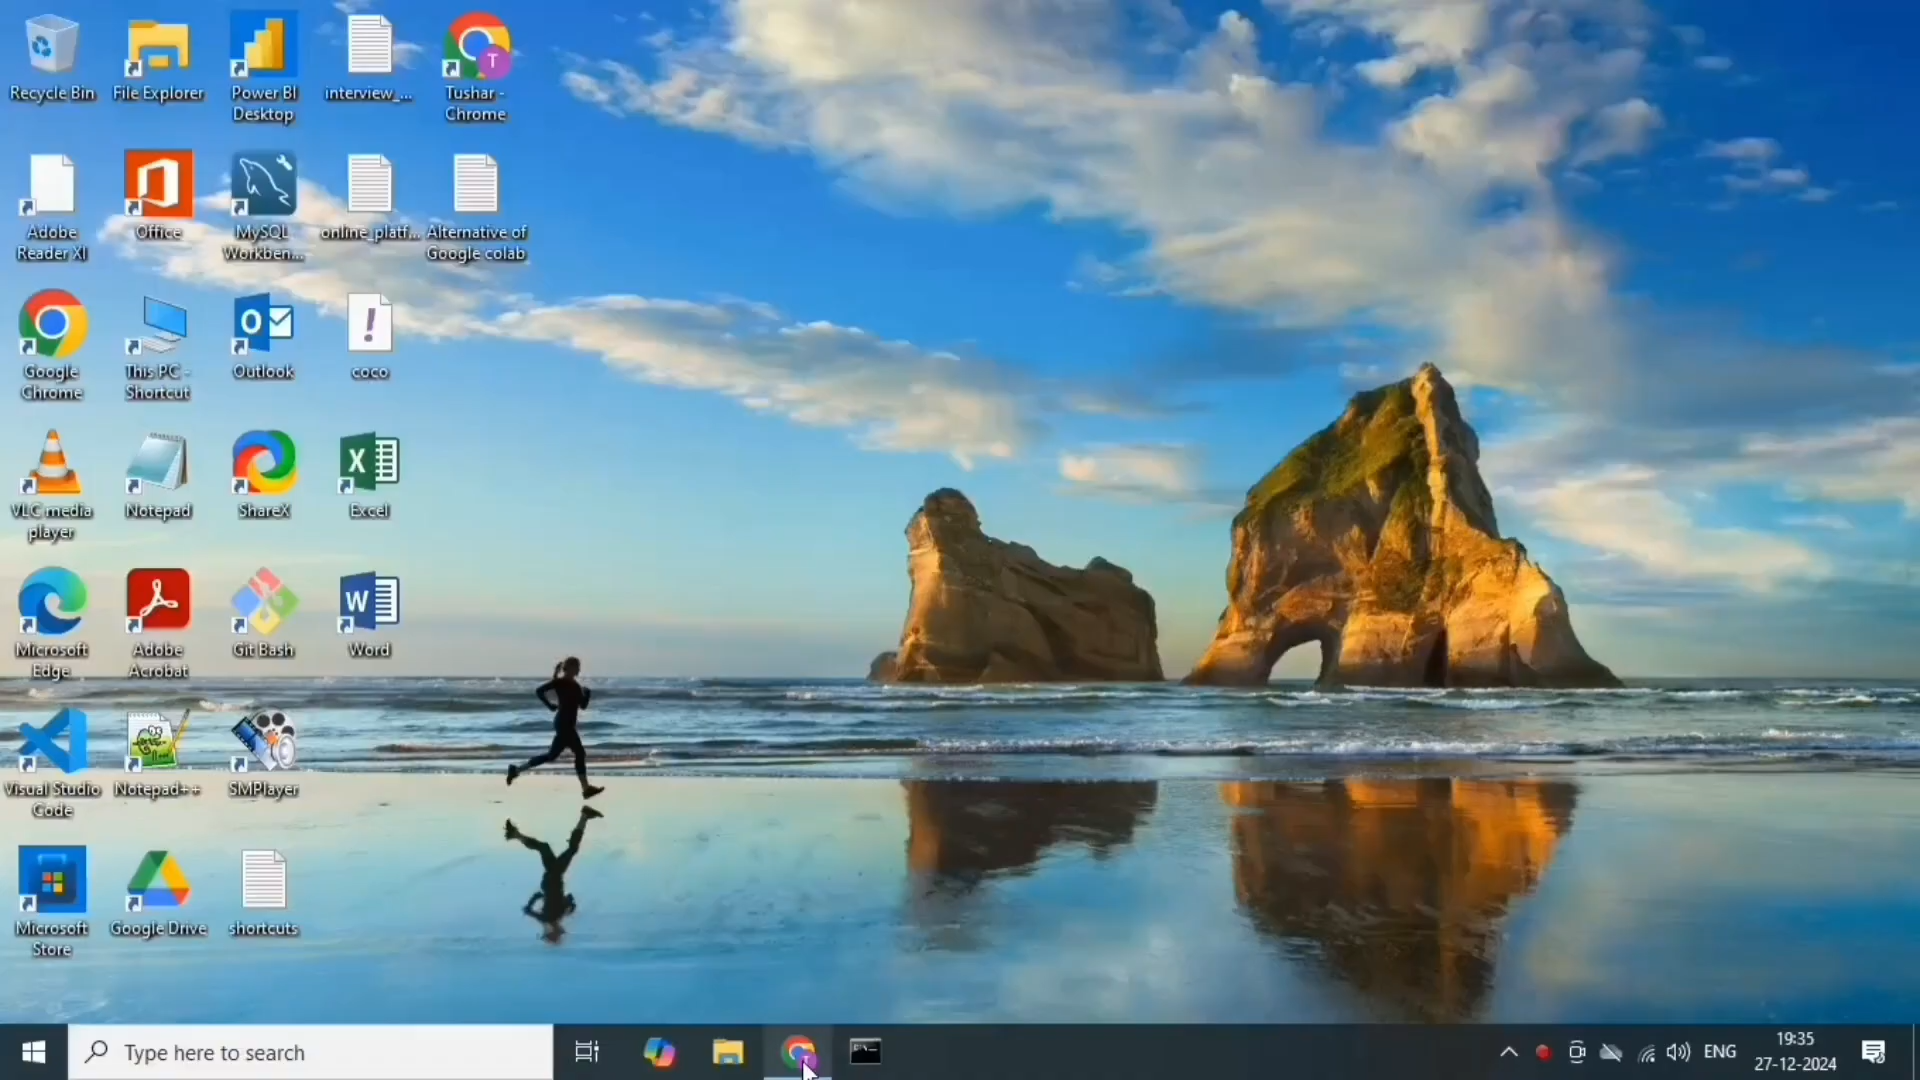 Recycle Bin
File Explorer
Power BI
Desktop
interview_...
T
Tushar -
Chrome
Adobe
Reader XI
Office
MySQL
Workben...
online_platf...
Alternative of
Google colab
Google
Chrome
This PC -
Shortcut
Outlook
coco
VLC media
player
Notepad
ShareX
Excel
Microsoft
Edge
Adobe
Acrobat
Git Bash
Word
Visual Studio
Code
Notepad++
SMPlayer
Microsoft
Store
Google Drive
shortcuts
Type here to search
ENG
19:35
27-12-2024